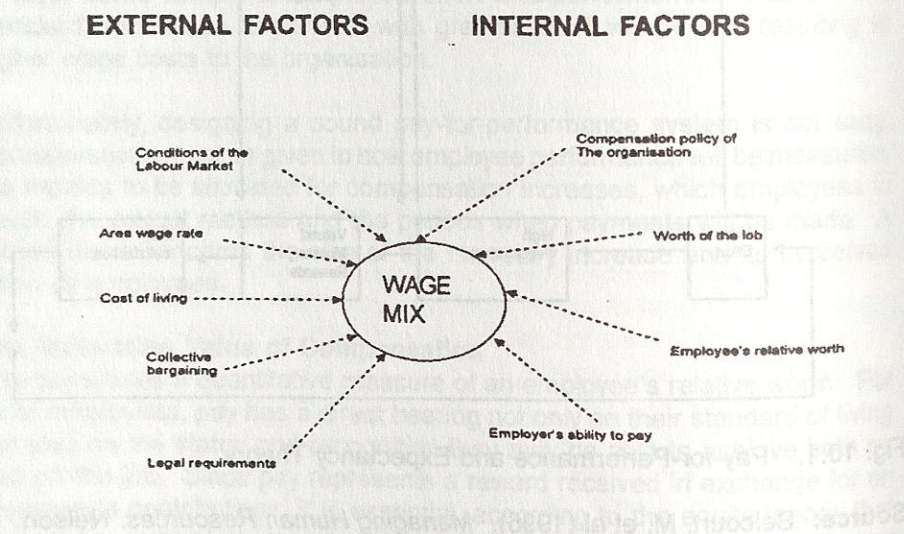 EXTERNAL FACTORS
INTERNAL FACTORS
Conditions of the
Labour Market
Area wage rate
Cost of living
Collective
bargaining
Legal requirements
WAGE
MIX
Compensation policy of
The organisation
Worth of the lob
Employee's relative worth
Employer's ability to pay